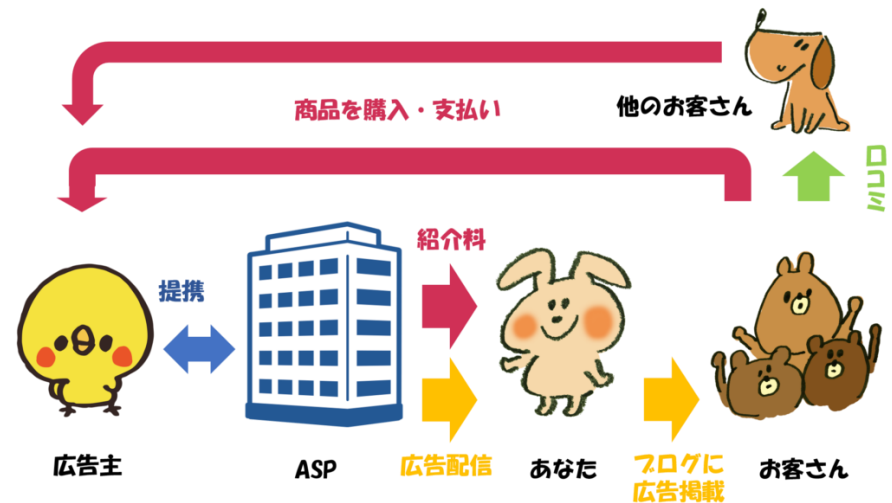 商品を購入・支払い
他のお客さん
口コミ
紹介料
提携
広告主
ASP
広告配信
あなた
ブログに
広告掲載
お客さん